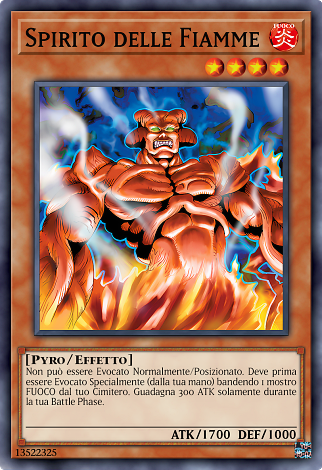 Spirito delle Fiamme
FUOCO
炎
[Pyro/Effetto]
Non può essere Evocato Normalmente/Posizionato. Deve prima
essere Evocato Specialmente (dalla tua mano) bandendo 1 mostro
FUOCO dal tuo Cimitero. Guadagna 300 ATK solamente durante
la tua Battle Phase.
ATK/1700 DEF/1000
13522325